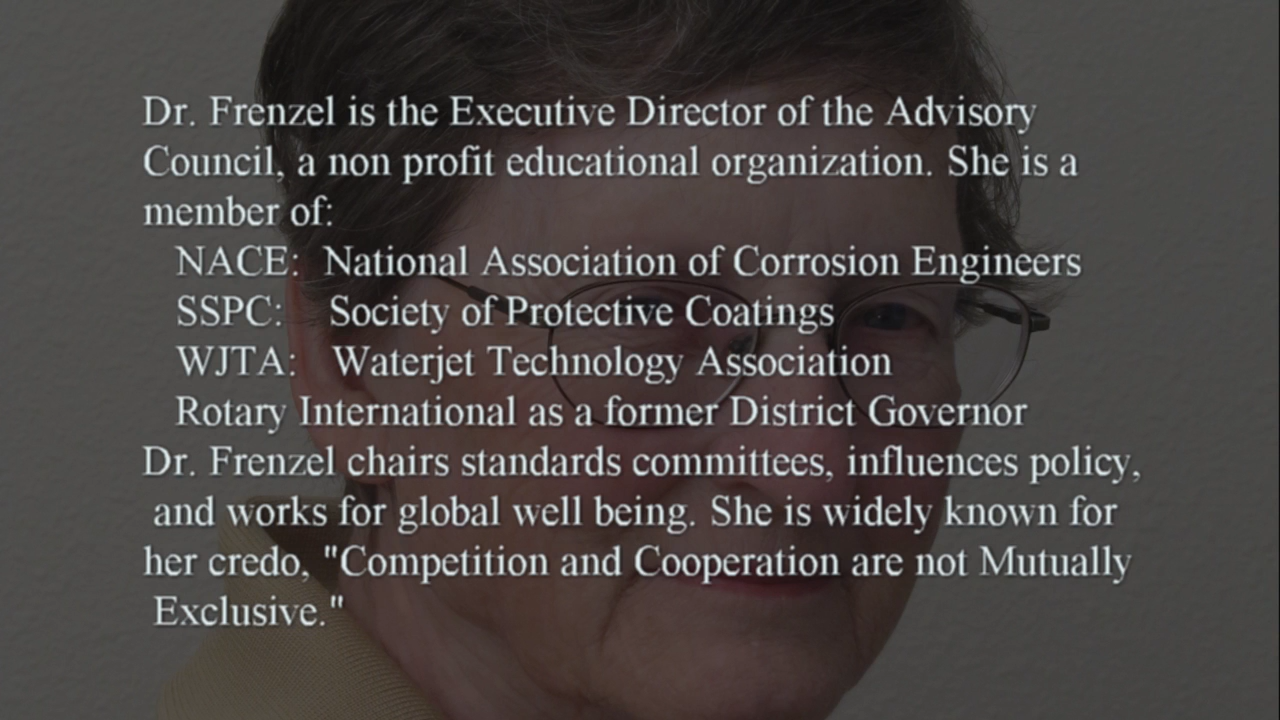 Dr. Frenzel is the Executive Director of the Advisory
Council, a non profit educational organization. She is a
member of:
NACE: National Association of Corrosion Engineers
SSPC: Society of Protective Coatings
WJTA: Waterjet Technology Association
Rotary International as a former District Governor
Dr. Frenzel chairs standards committees, influences policy,
and works for global well being. She is widely known for
her credo, "Competition and Cooperation are not Mutually
Exclusive."